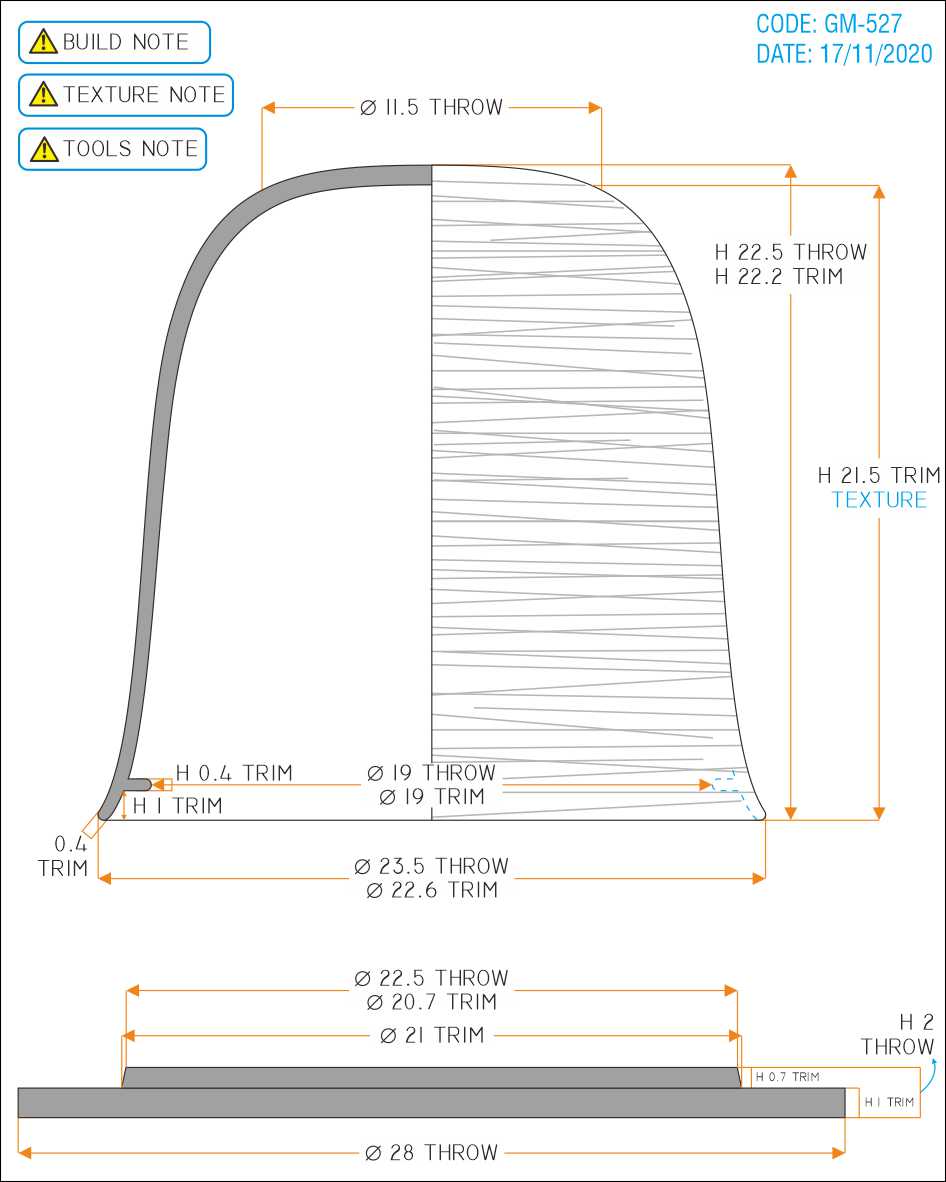 BUILD NOTE
TEXTURE NOTE
TOOLS NOTE
CODE: GM-527
DATE: 17/11/2020
Ø 11.5 THROW
H 22.5 THROW
H 22.2 TRIM
H 21.5 TRIM
TEXTURE
H 0.4 TRIM
Ø 19 THROW
Ø 19 TRIM
H 1 TRIM
0.4
TRIM
Ø 23.5 THROW
Ø 22.6 TRIM
Ø 22.5 THROW
Ø 20.7 TRIM
Ø 21 TRIM
H 2
THROW
H 0.7 TRIM
H 1 TRIM
Ø 28 THROW